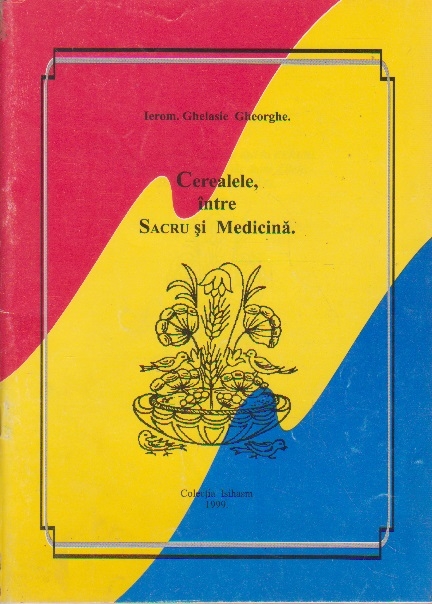 Ierom. Ghelasie Gheorghe.
Cerealele,
între
SACRU şi Medicină.
Colecţia Isihasm
1999